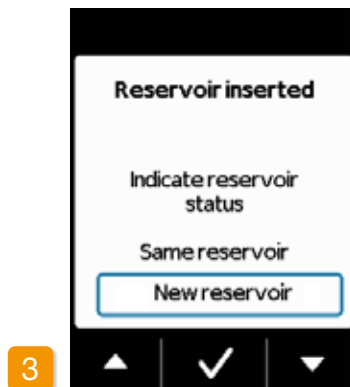 Reservoir inserted
Indicate reservoir
status
Same reservoir
New reservoir
3